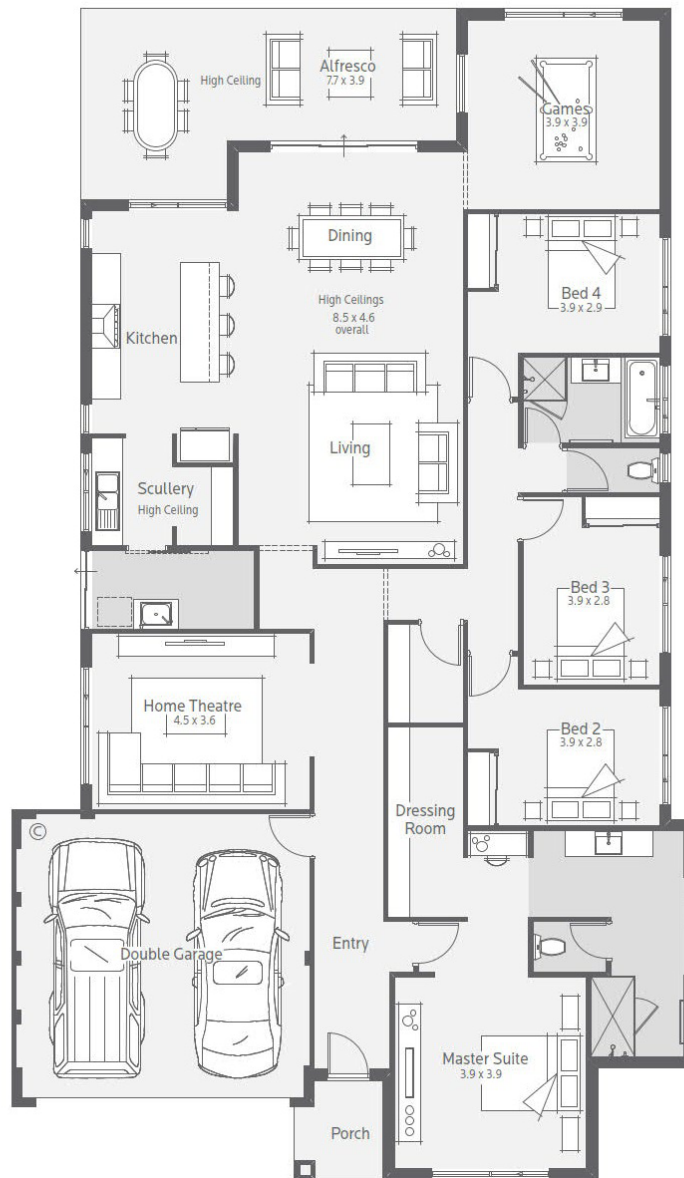 Alfresco
7.7 x 3.9
High Ceiling
Games
3.9 x 3.9
Dining
High Ceilings
8.5 x 4.6
overall
Bed 4
3.9 x 2.9
Kitchen
Living
Scullery
High Ceiling
Bed 3
3.9 x 2.8
Home Theatre
4.5 x 3.6
Bed 2
3.9 x 2.8
Dressing
Room
©
Double Garage
Entry
Master Suite
3.9 x 3.9
Porch